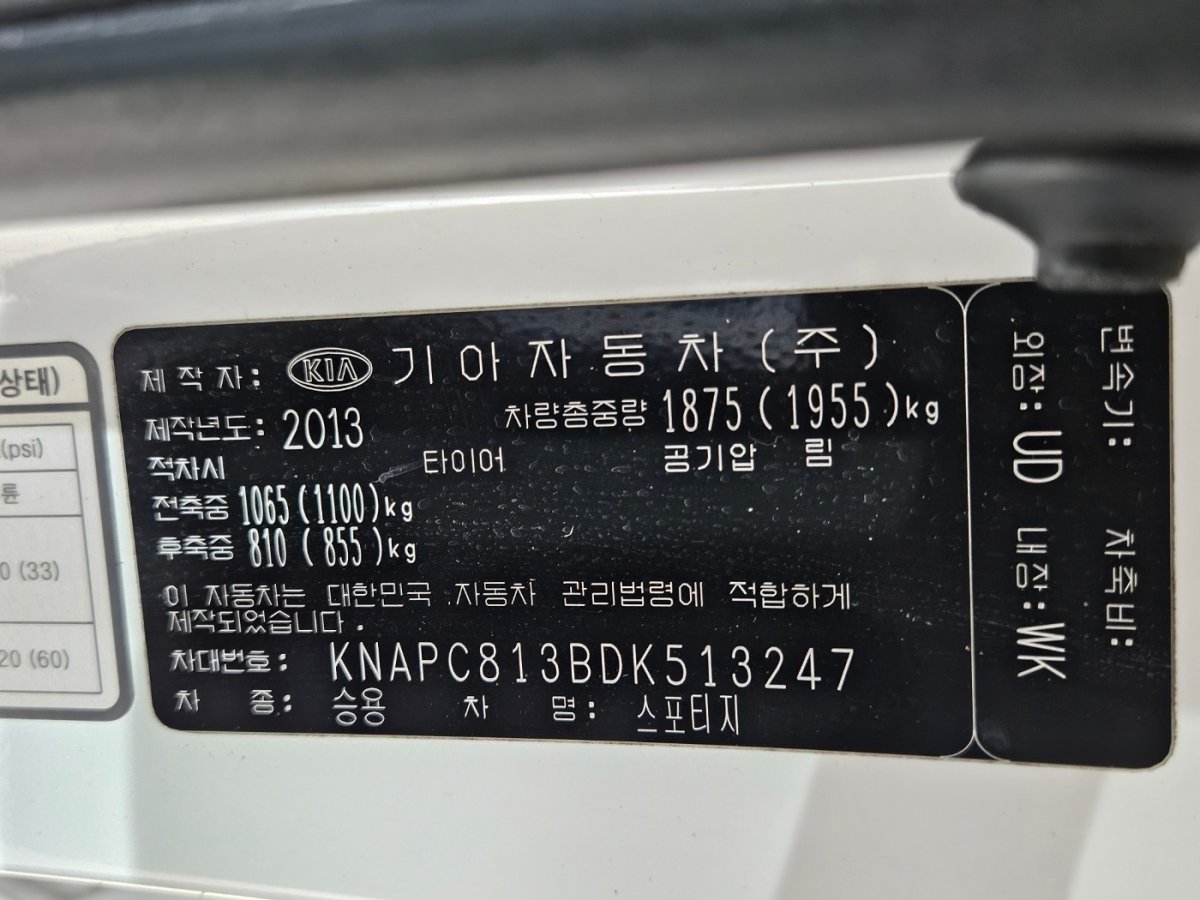 상태)
(psi)
륜
0 (33)
20 (60)
제 작 자: KIA 기아자동차(주)
제작년도: 2013 차량총중량 1875(1955)kg
적차시 타이어 공기압 림
전축중 1065(1100)kg
후축중 810 ( 855)kg
이 자동차는 대한민국 자동차 관리법령에 적합하게
제작되었습니다.
차대번호: KNAPC813BDK513247
차 종: 승용 차 명: 스포티지
변속기: 차축비:
외장: UD 내장: WK